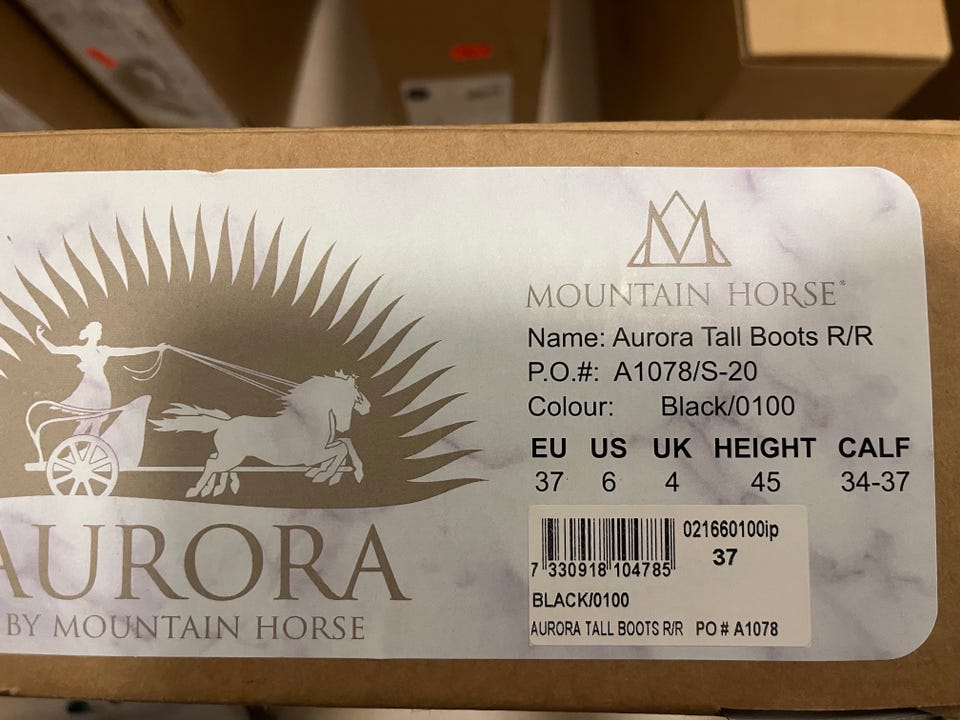 MOUNTAIN HORSE®
Name: Aurora Tall Boots R/R
P.O.#: A1078/S-20
Colour: Black/0100
EU US UK HEIGHT CALF
37 6 4 45 34-37
021660100ip
37
7 330918 104785
BLACK/0100
AURORA TALL BOOTS R/R PO # A1078
AURORA
BY MOUNTAIN HORSE